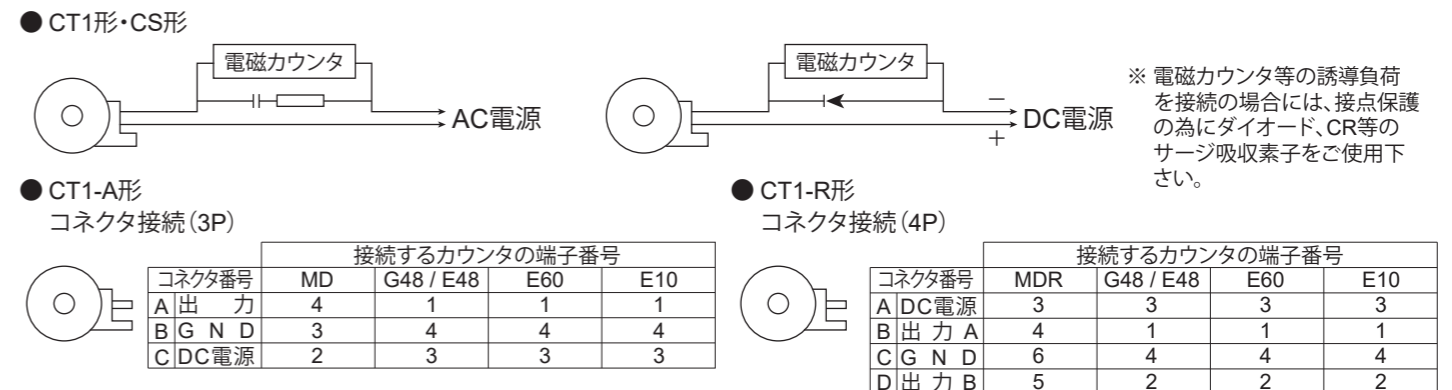 ● CT1形・CS形
電磁カウンタ
AC電源
電磁カウンタ
－
DC電源
＋
※ 電磁カウンタ等の誘導負荷
を接続の場合には、接点保護
の為にダイオード、CR等の
サージ吸収素子をご使用下
さい。
● CT1-A形
コネクタ接続（3P）
接続するカウンタの端子番号
コネクタ番号 MD G48 / E48 E60 E10
A 出　力 4 1 1 1
B G N D 3 4 4 4
C DC電源 2 3 3 3
● CT1-R形
コネクタ接続（4P）
接続するカウンタの端子番号
コネクタ番号 MDR G48 / E48 E60 E10
A DC電源 3 3 3 3
B 出 力 A 4 1 1 1
C G N D 6 4 4 4
D 出 力 B 5 2 2 2